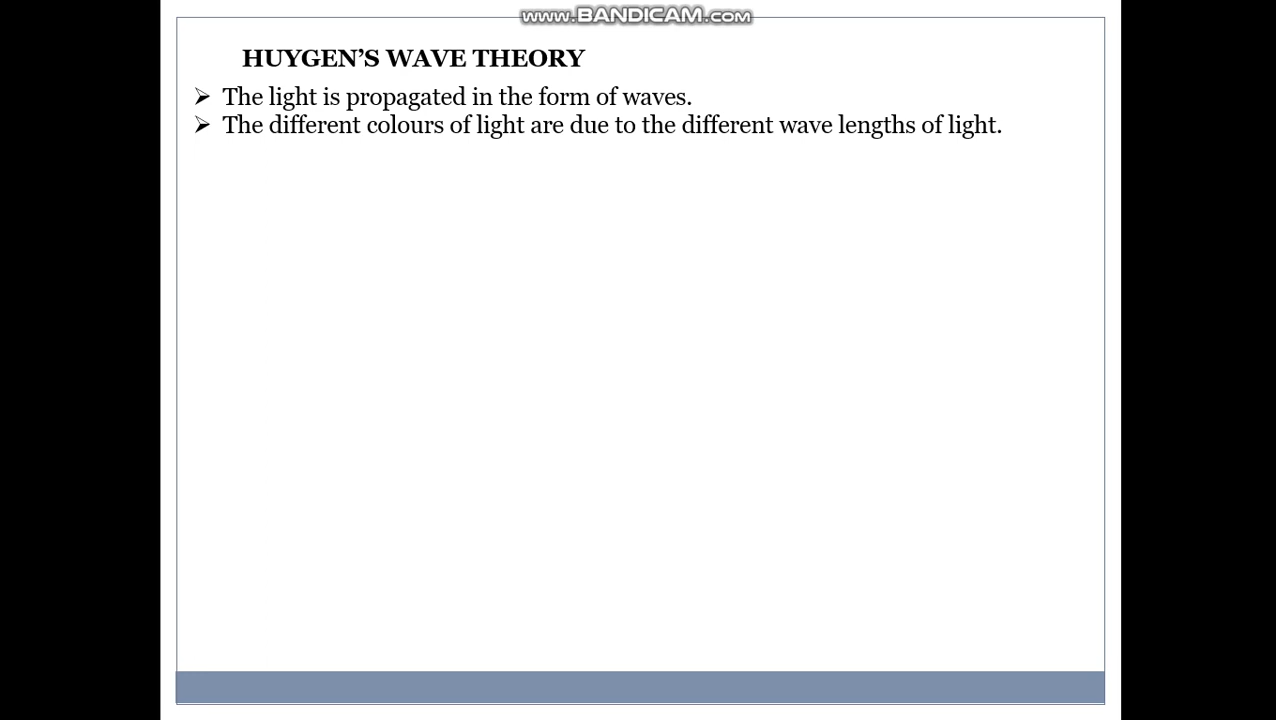 www.BANDICAM.com
HUYGEN’S WAVE THEORY
➢ The light is propagated in the form of waves.
➢ The different colours of light are due to the different wave lengths of light.